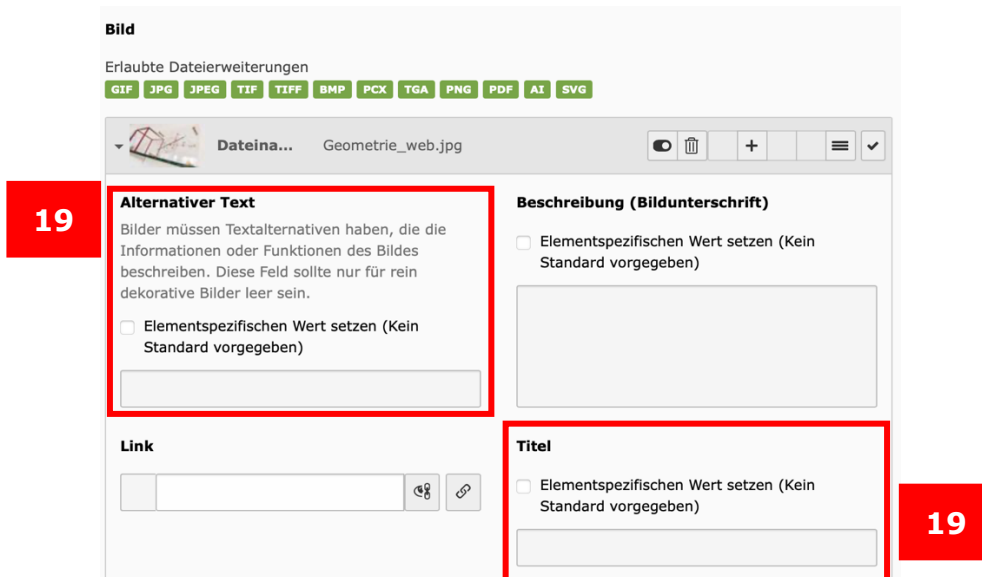 Bild
Erlaubte Dateierweiterungen
GIF JPG JPEG TIF TIFF BMP PCX TGA PNG PDF AI SVG
Dateina... Geometrie_web.jpg
19
Alternativer Text
Bilder müssen Textalternativen haben, die die
Informationen oder Funktionen des Bildes
beschreiben. Diese Feld sollte nur für rein
dekorative Bilder leer sein.
Elementspezifischen Wert setzen (Kein
Standard vorgegeben)
Beschreibung (Bildunterschrift)
Elementspezifischen Wert setzen (Kein
Standard vorgegeben)
Link
Titel
Elementspezifischen Wert setzen (Kein
Standard vorgegeben)
19